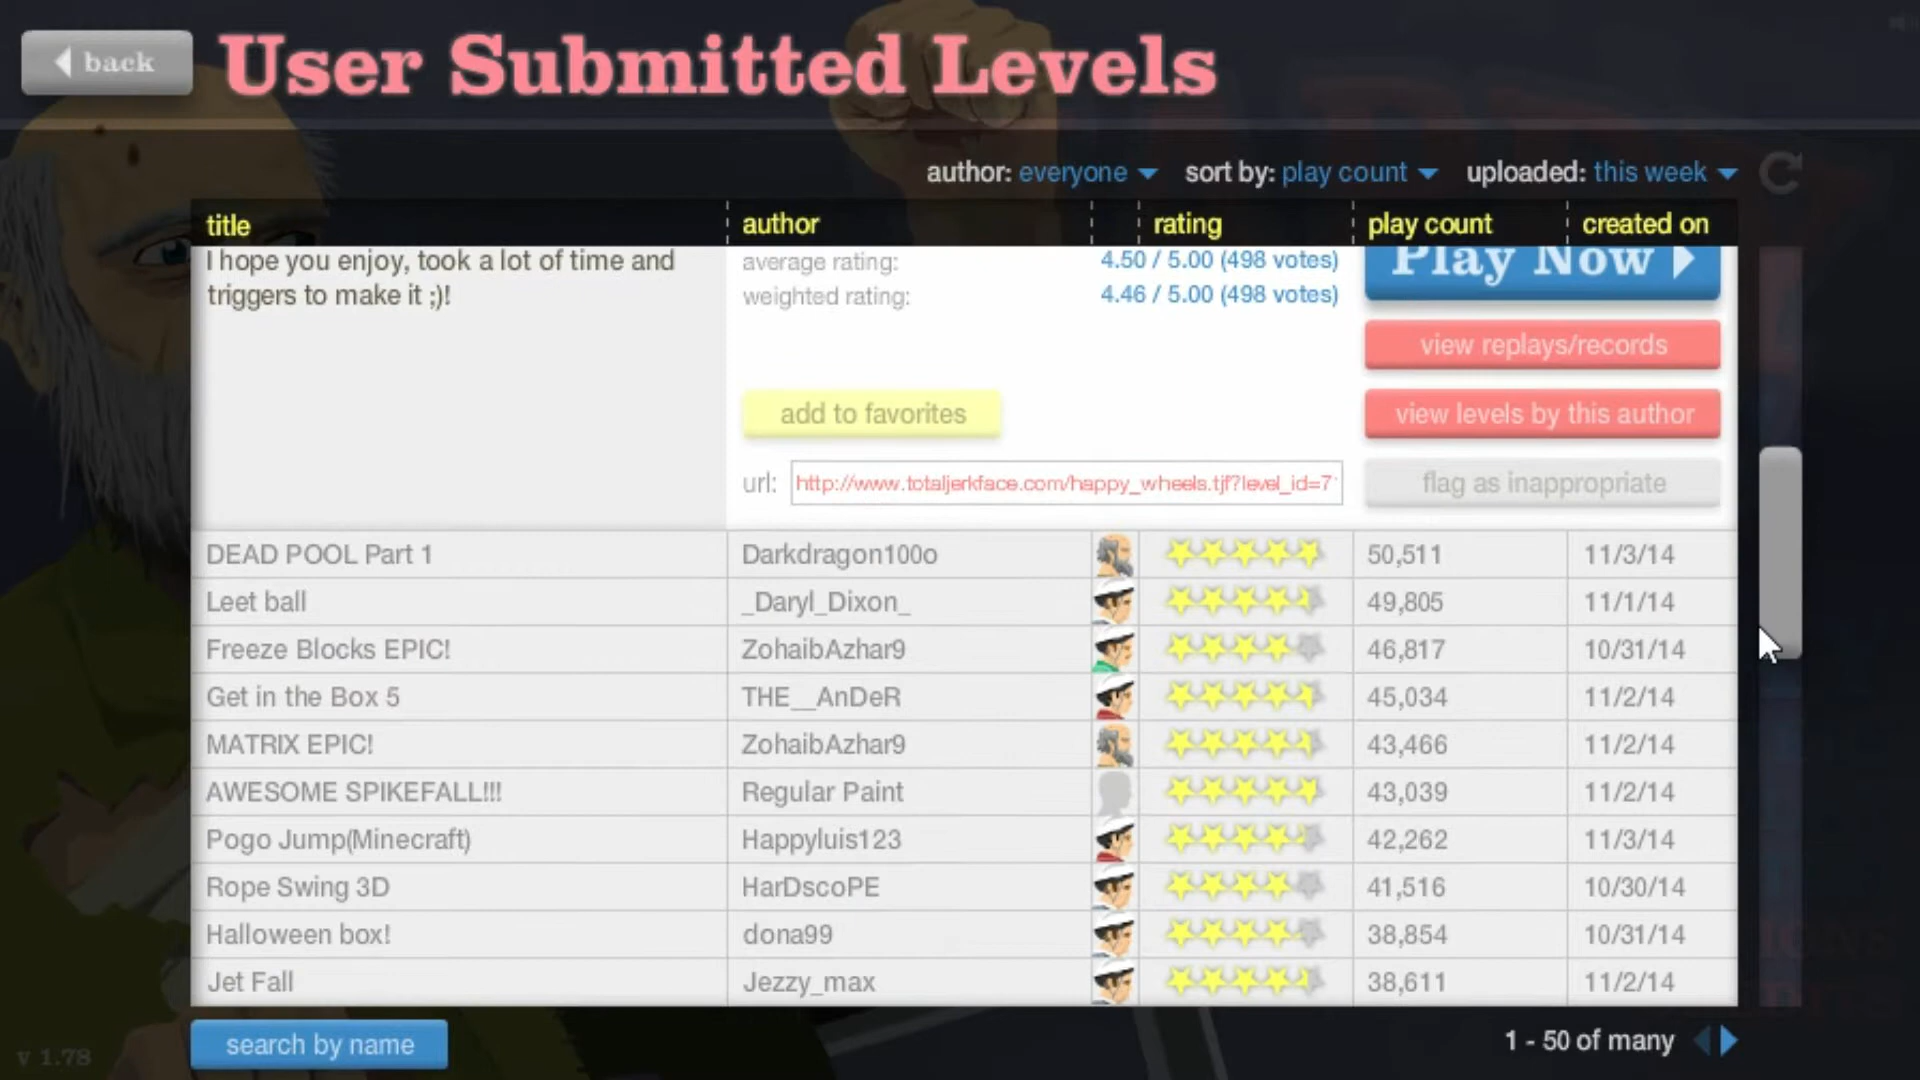 back
User Submitted Levels
author: everyone sort by: play count uploaded: this week
title author rating play count created on
I hope you enjoy, took a lot of time and
triggers to make it ;)!
average rating: 4.50 / 5.00 (498 votes)
weighted rating: 4.46 / 5.00 (498 votes)
Play Now
view replays/records
add to favorites
view levels by this author
url: http://www.totaljerkface.com/happy_wheels.tjf?level_id=7
flag as inappropriate
DEAD POOL Part 1 Darkdragon100o 50,511 11/3/14
Leet ball _Daryl_Dixon_ 49,805 11/1/14
Freeze Blocks EPIC! ZohaibAzhar9 46,817 10/31/14
Get in the Box 5 THE__AnDeR 45,034 11/2/14
MATRIX EPIC! ZohaibAzhar9 43,466 11/2/14
AWESOME SPIKEFALL!!! Regular Paint 43,039 11/2/14
Pogo Jump(Minecraft) Happyluis123 42,262 11/3/14
Rope Swing 3D HarDscoPE 41,516 10/30/14
Halloween box! dona99 38,854 10/31/14
Jet Fall Jezzy_max 38,611 11/2/14
search by name
1 - 50 of many
v 1.78